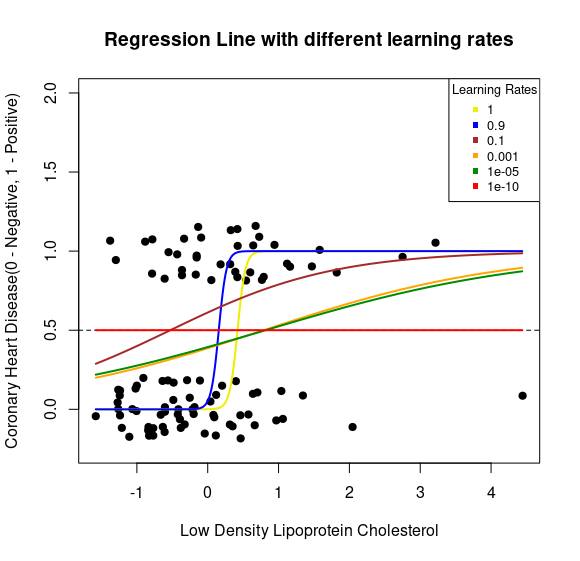 Regression Line with different learning rates
Coronary Heart Disease(0 - Negative, 1 - Positive)
2.0
1.5
1.0
0.5
0.0
Learning Rates
1
0.9
0.1
0.001
1e-05
1e-10
-1 0 1 2 3 4
Low Density Lipoprotein Cholesterol